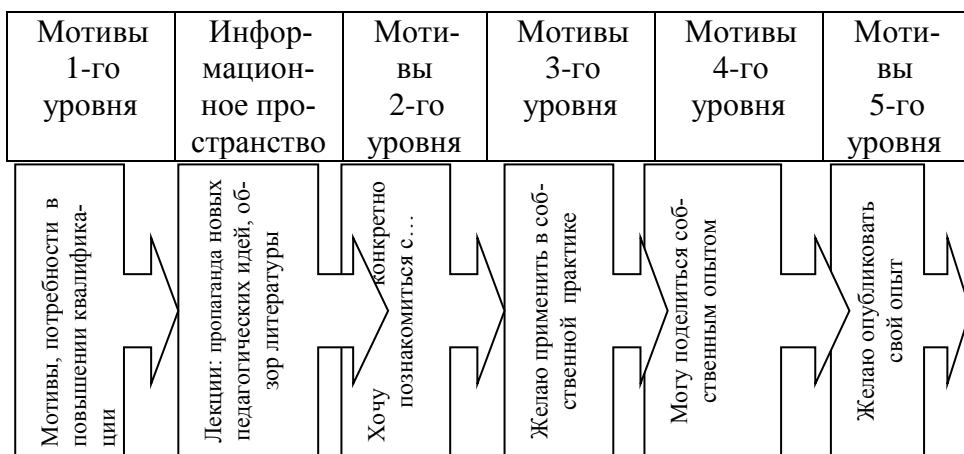 Мотивы
1-го
уровня
Инфор-
мацион-
ное про-
странство
Моти-
вы
2-го
уровня
Мотивы
3-го
уровня
Мотивы
4-го
уровня
Моти-
вы
5-го
уровня
Мотивы, потребности в
повышении квалифика-
ции
Лекции: пропаганда новых
педагогических идей, об-
зор литературы
Хочу конкретно
познакомиться с…
Желаю применить в соб-
ственной практике
Могу поделиться соб-
ственным опытом
Желаю опубликовать
свой опыт